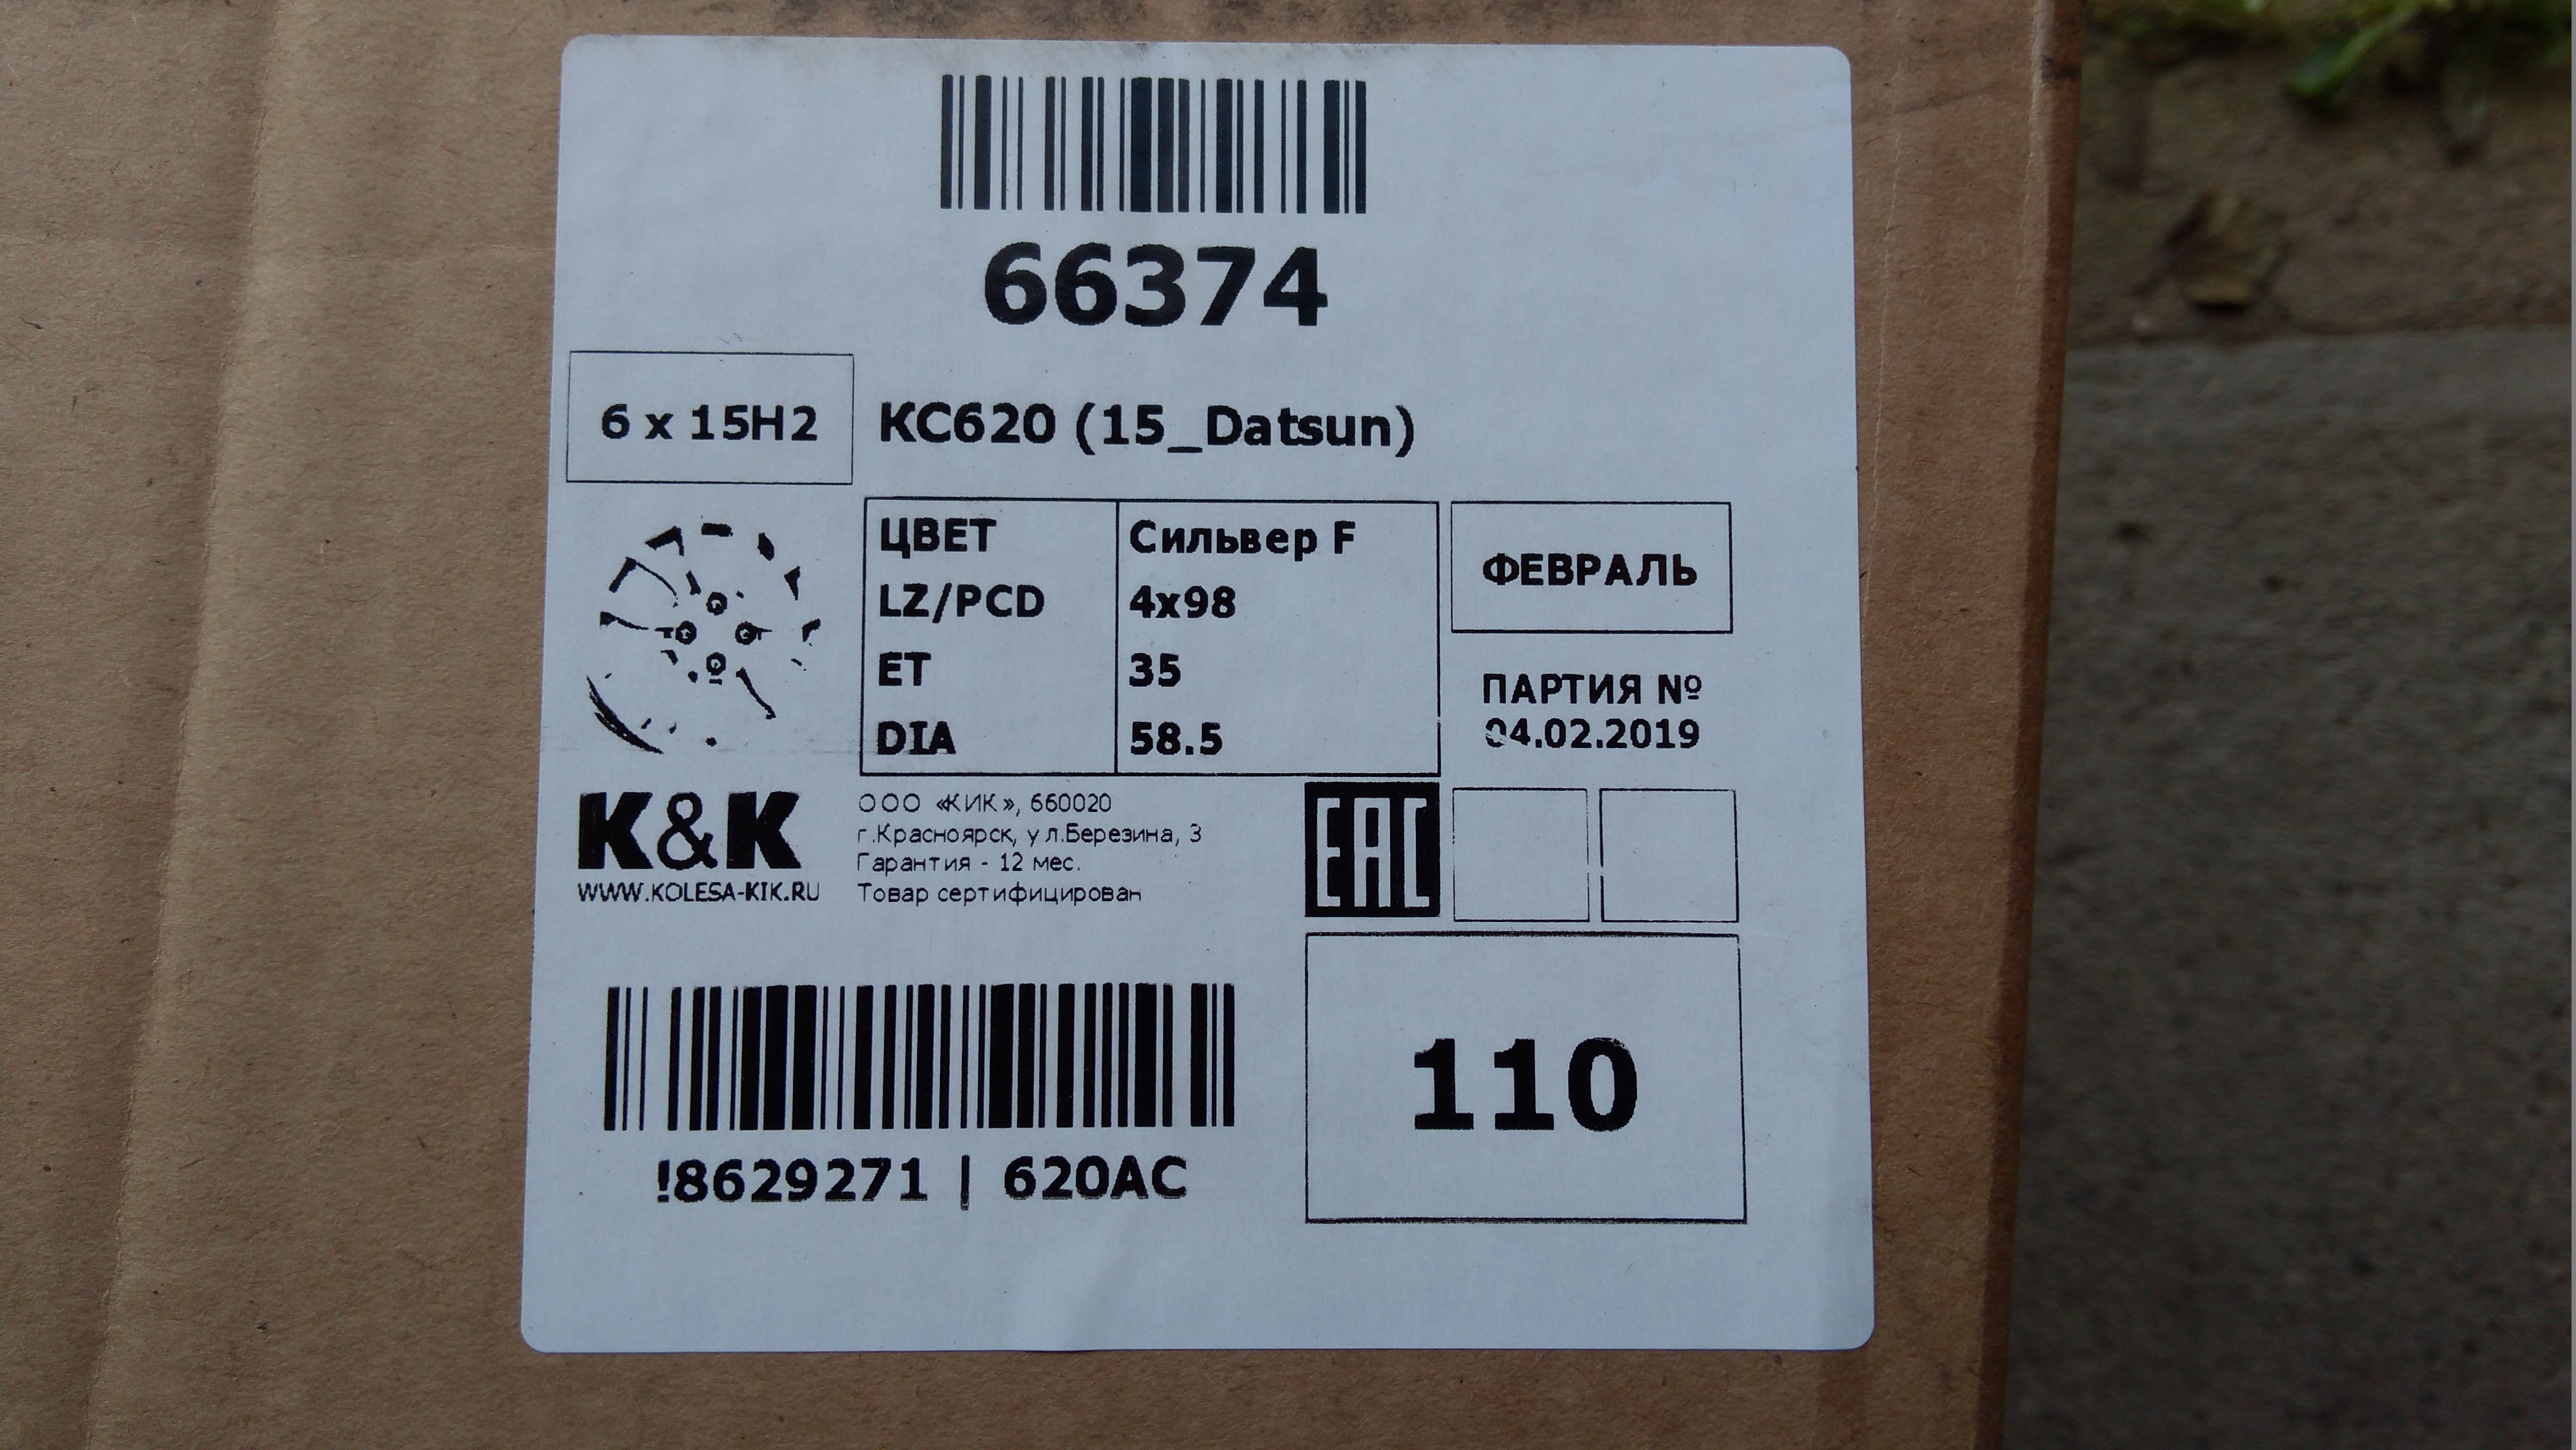 66374
6 x 15H2
КС620 (15_Datsun)
ЦВЕТ Сильвер F
LZ/PCD 4x98
ET 35
DIA 58.5
ФЕВРАЛЬ
ПАРТИЯ №
04.02.2019
K&K
WWW.KOLESA-KIK.RU
ООО «КИК», 660020
г.Красноярск, ул.Березина, 3
Гарантия - 12 мес.
Товар сертифицирован
EAC
110
!8629271 | 620AC